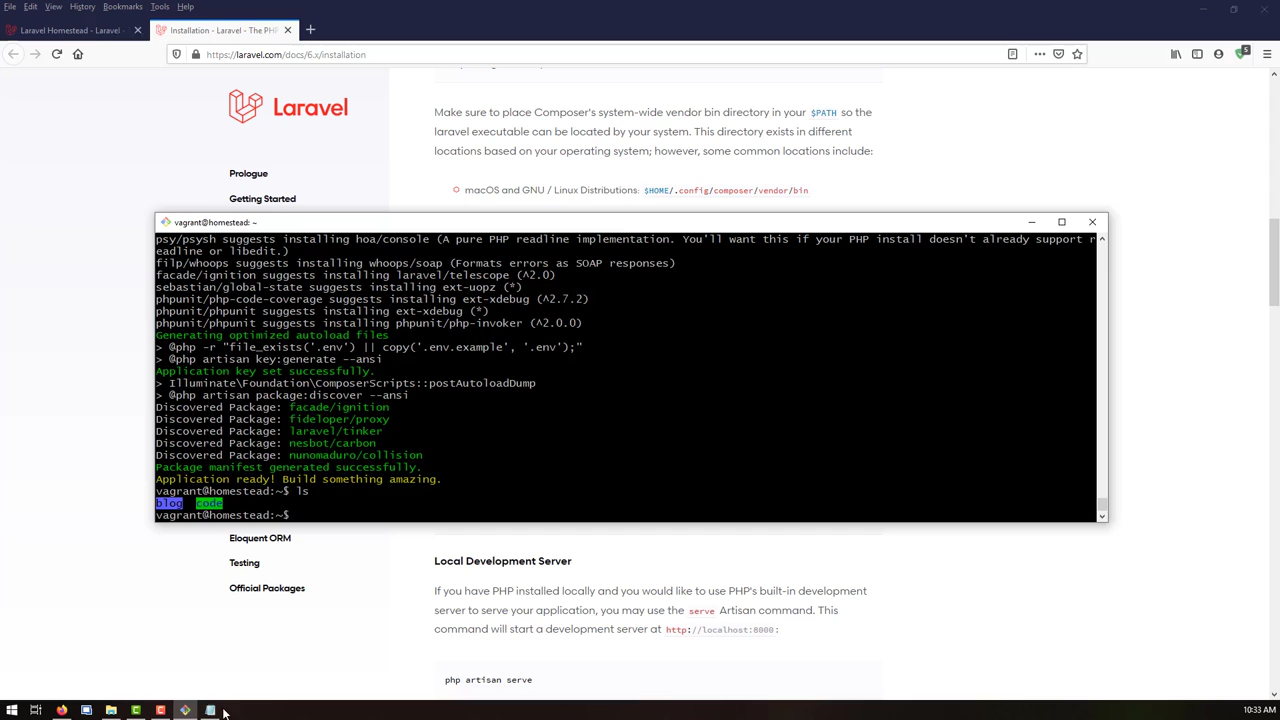 File Edit View History Bookmarks Tools Help
Laravel Homestead - Laravel -
Installation - Laravel - The PHP
https://laravel.com/docs/6.x/installation
5
Laravel
Prologue
Getting Started
Make sure to place Composer's system-wide vendor bin directory in your $PATH so the
laravel executable can be located by your system. This directory exists in different
locations based on your operating system; however, some common locations include:
macOS and GNU / Linux Distributions: $HOME/.config/composer/vendor/bin
vagrant@homestead: ~
psy/psysh suggests installing hoa/console (A pure PHP readline implementation. You'll want this if your PHP install doesn't already support r
eadline or libedit.)
filp/whoops suggests installing whoops/soap (Formats errors as SOAP responses)
facade/ignition suggests installing laravel/telescope (^2.0)
sebastian/global-state suggests installing ext-uopz (*)
phpunit/php-code-coverage suggests installing ext-xdebug (^2.7.2)
phpunit/phpunit suggests installing ext-xdebug (*)
phpunit/phpunit suggests installing phpunit/php-invoker (^2.0.0)
Generating optimized autoload files
> @php -r "file_exists('.env') || copy('.env.example', '.env');"
> @php artisan key:generate --ansi
Application key set successfully.
> Illuminate\Foundation\ComposerScripts::postAutoloadDump
> @php artisan package:discover --ansi
Discovered Package: facade/ignition
Discovered Package: fideloper/proxy
Discovered Package: laravel/tinker
Discovered Package: nesbot/carbon
Discovered Package: nunomaduro/collision
Package manifest generated successfully.
Application ready! Build something amazing.
vagrant@homestead:~$ ls
blog code
vagrant@homestead:~$
Eloquent ORM
Testing
Official Packages
Local Development Server
If you have PHP installed locally and you would like to use PHP's built-in development
server to serve your application, you may use the serve Artisan command. This
command will start a development server at http://localhost:8000:
php artisan serve
10:33 AM